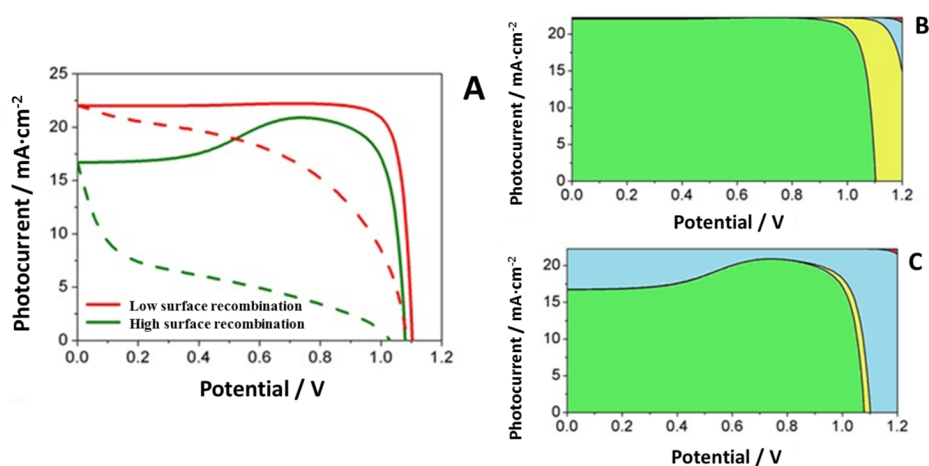 A
Photocurrent / mA·cm-2
25
20
15
10
5
0
Low surface recombination
High surface recombination
0.0 0.2 0.4 0.6 0.8 1.0 1.2
Potential / V
B
Photocurrent / mA·cm-2
20
15
10
5
0
0.0 0.2 0.4 0.6 0.8 1.0 1.2
Potential / V
C
Photocurrent / mA·cm-2
20
15
10
5
0
0.0 0.2 0.4 0.6 0.8 1.0 1.2
Potential / V